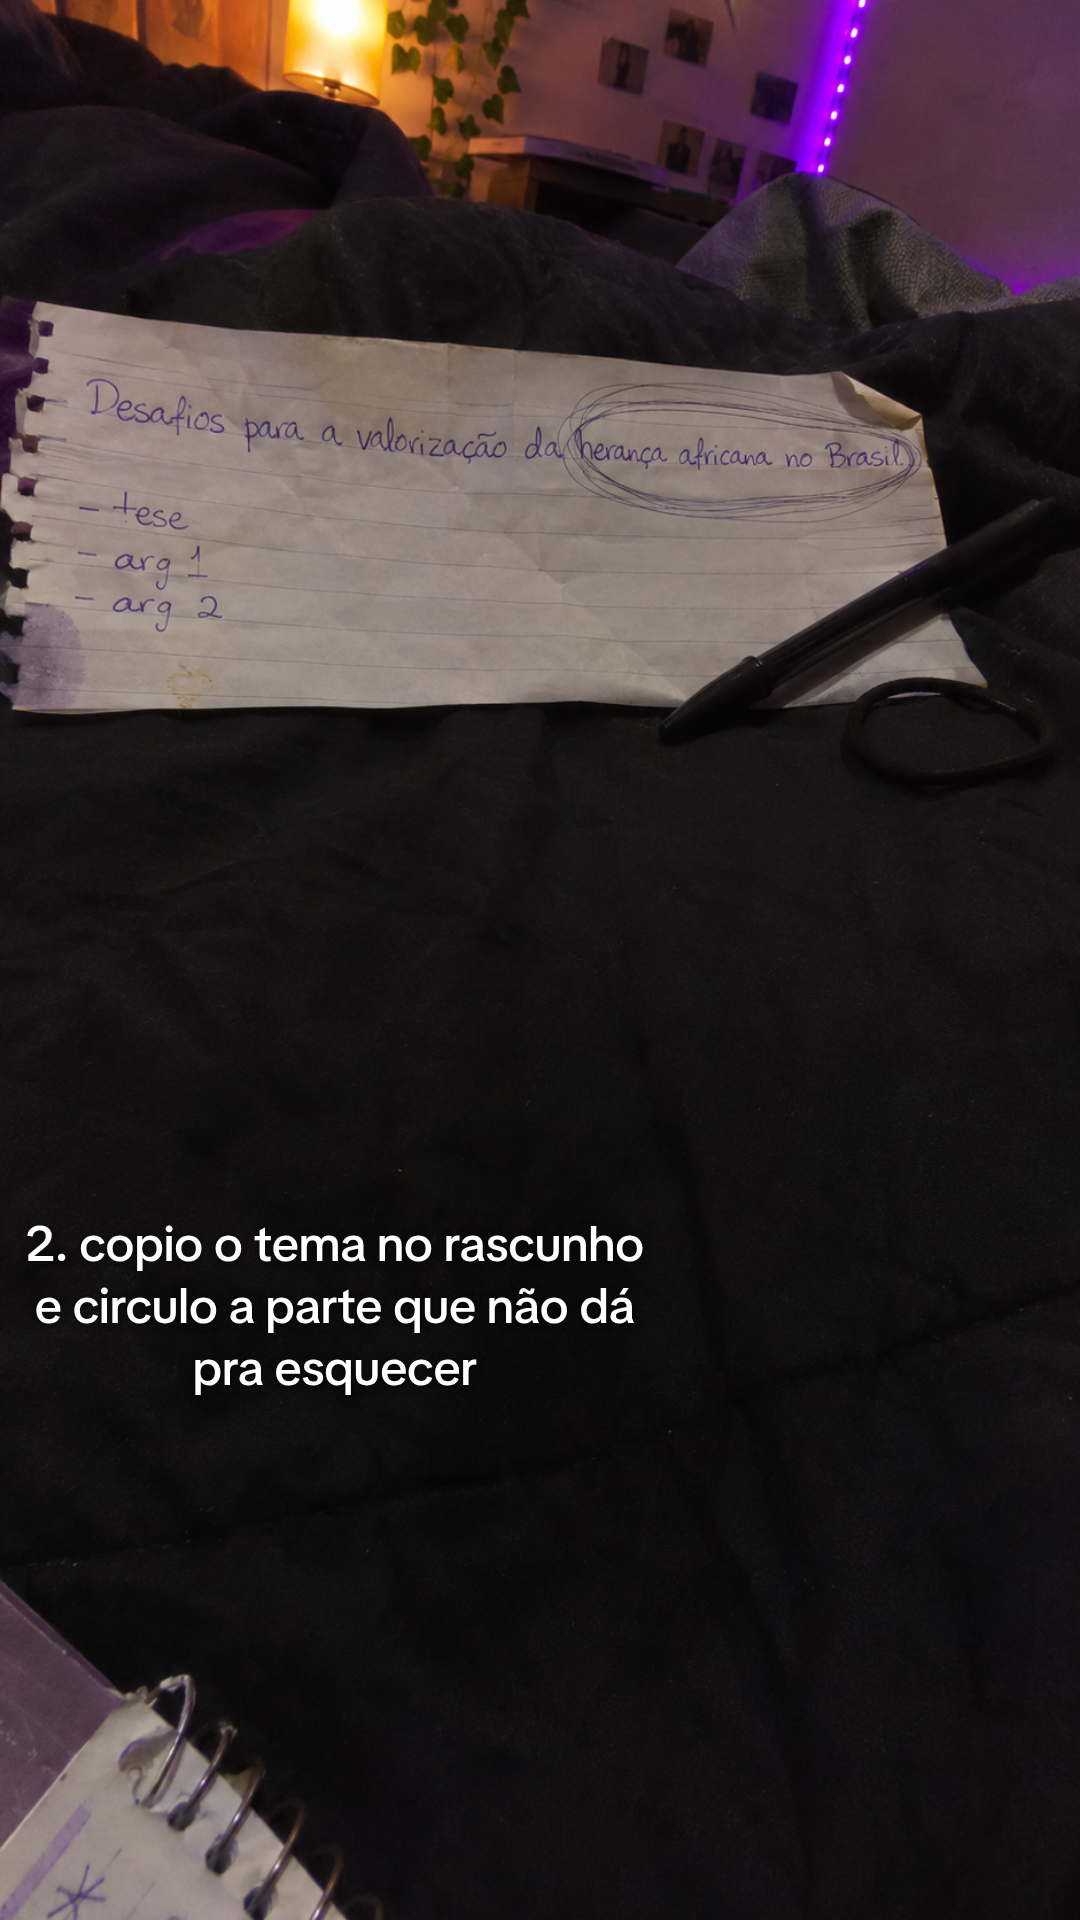 Desafios para a valorização da herança africana no Brasil.
- tese
- arg 1
- arg 2
2. copio o tema no rascunho
e circulo a parte que não dá
pra esquecer